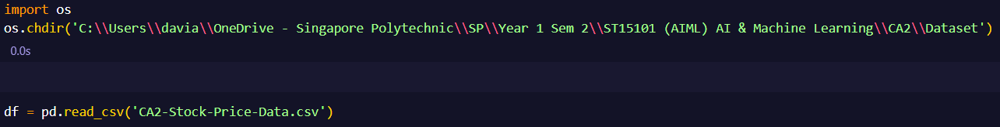 import os
os.chdir('C:\\Users\\davia\\OneDrive - Singapore Polytechnic\\SP\\Year 1 Sem 2\\ST15101 (AIML) AI & Machine Learning\\CA2\\Dataset')
0.0s
df = pd.read_csv('CA2-Stock-Price-Data.csv')